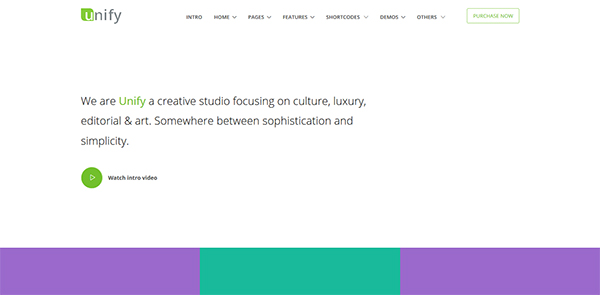 unify
INTRO HOME PAGES FEATURES SHORTCODES DEMOS OTHERS PURCHASE NOW
We are Unify a creative studio focusing on culture, luxury,
editorial & art. Somewhere between sophistication and
simplicity.
Watch intro video